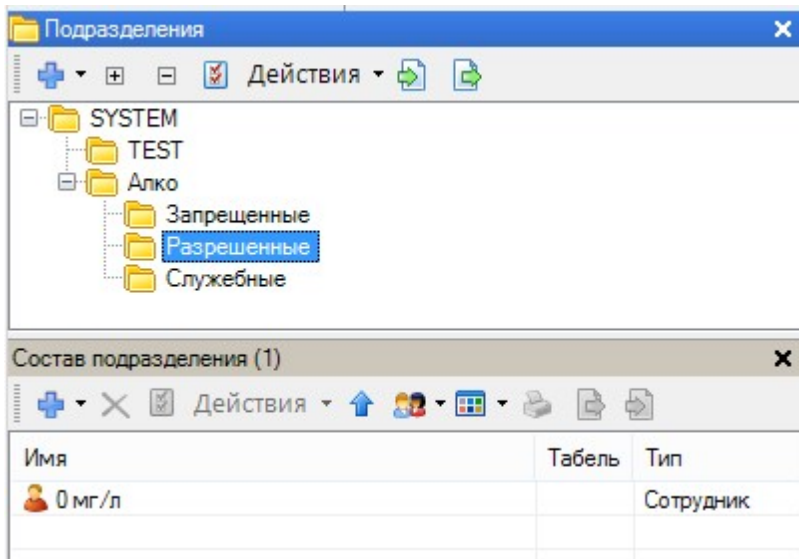 Подразделения
Действия
SYSTEM
TEST
Алко
Запрещенные
Разрешенные
Служебные
Состав подразделения (1)
Действия
Имя Табель Тип
0 мг/л Сотрудник